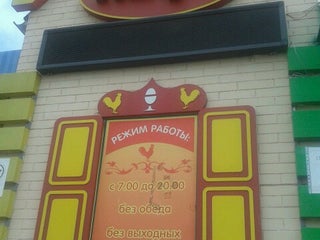 РЕЖИМ РАБОТЫ:
с 7.00 до 20.00
без обеда
без выходных